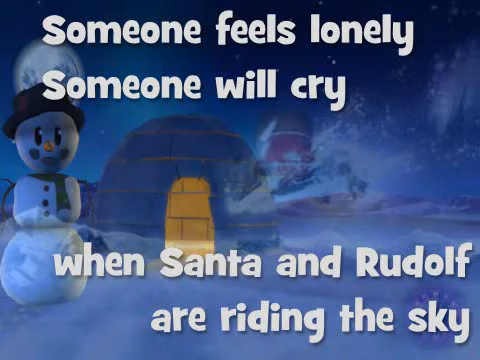 Someone feels lonely
Someone will cry
when Santa and Rudolf
are riding the sky